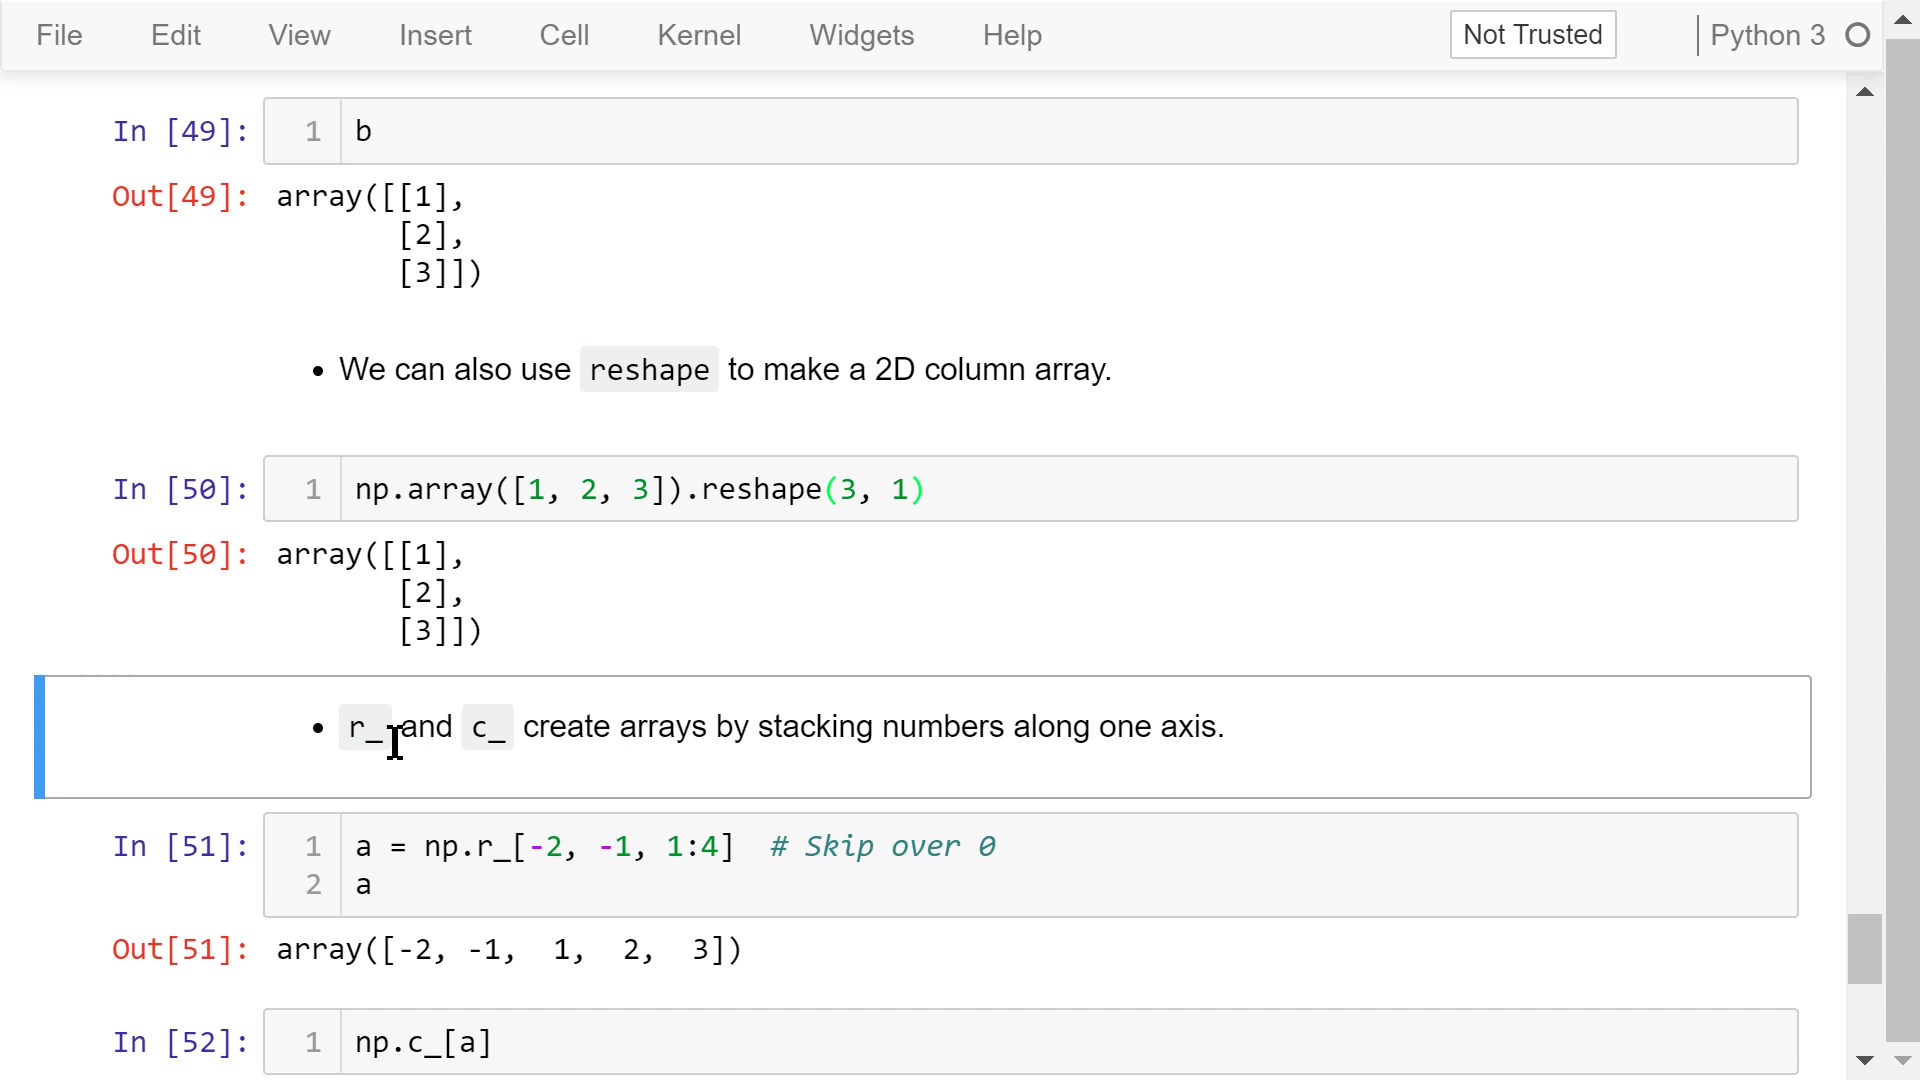 File Edit View Insert Cell Kernel Widgets Help Not Trusted Python 3
In [49]: 1 b
Out[49]: array([[1],
[2],
[3]])
• We can also use reshape to make a 2D column array.
In [50]: 1 np.array([1, 2, 3]).reshape(3, 1)
Out[50]: array([[1],
[2],
[3]])
• r_ and c_ create arrays by stacking numbers along one axis.
In [51]: 1 a = np.r_[-2, -1, 1:4]  # Skip over 0
2 a
Out[51]: array([-2, -1,  1,  2,  3])
In [52]: 1 np.c_[a]